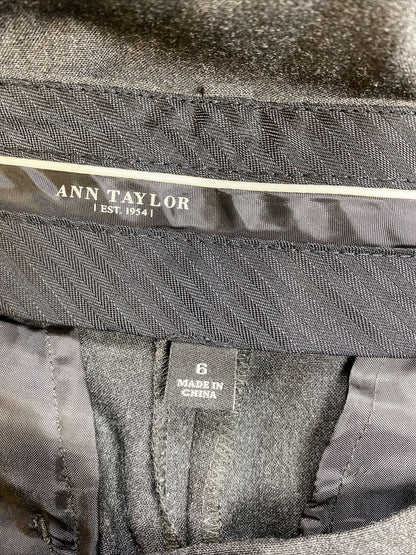 ANN TAYLOR
| EST. 1954 |
6
MADE IN
CHINA